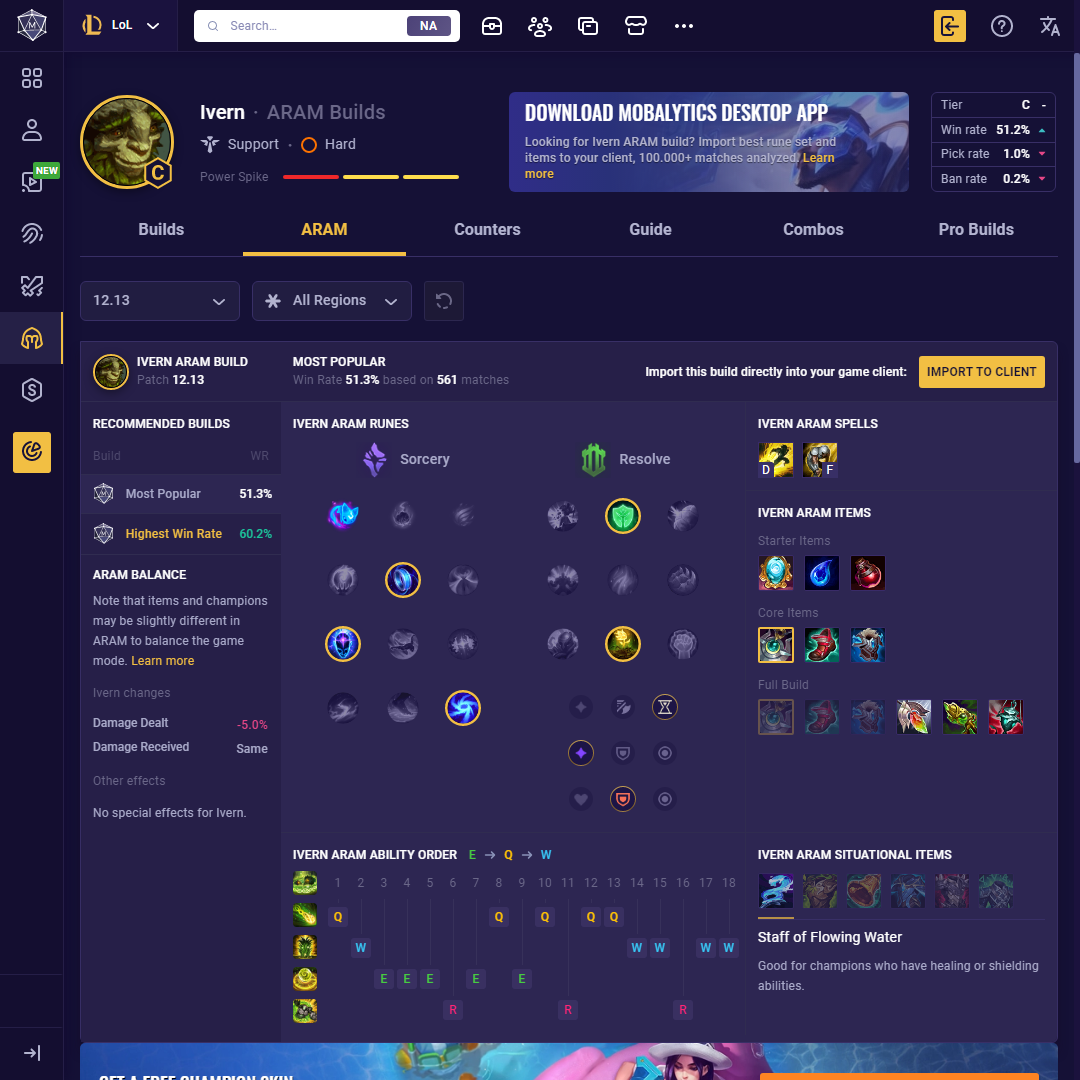 LoL
Search...
NA
NEW
Ivern · ARAM Builds
Support · Hard
Power Spike
C
DOWNLOAD MOBALYTICS DESKTOP APP
Looking for Ivern ARAM build? Import best rune set and
items to your client, 100.000+ matches analyzed. Learn
more
Tier C -
Win rate 51.2%
Pick rate 1.0%
Ban rate 0.2%
Builds
ARAM
Counters
Guide
Combos
Pro Builds
12.13
All Regions
IVERN ARAM BUILD
Patch 12.13
MOST POPULAR
Win Rate 51.3% based on 561 matches
Import this build directly into your game client:
IMPORT TO CLIENT
RECOMMENDED BUILDS
Build WR
Most Popular 51.3%
Highest Win Rate 60.2%
ARAM BALANCE
Note that items and champions
may be slightly different in
ARAM to balance the game
mode. Learn more
Ivern changes
Damage Dealt -5.0%
Damage Received Same
Other effects
No special effects for Ivern.
IVERN ARAM RUNES
Sorcery
Resolve
IVERN ARAM SPELLS
D
F
IVERN ARAM ITEMS
Starter Items
Core Items
Full Build
IVERN ARAM ABILITY ORDER E → Q → W
1 2 3 4 5 6 7 8 9 10 11 12 13 14 15 16 17 18
Q Q Q Q Q
W W W W W
E E E E E
R R R
IVERN ARAM SITUATIONAL ITEMS
Staff of Flowing Water
Good for champions who have healing or shielding
abilities.
GET A FREE CHAMPION SKIN